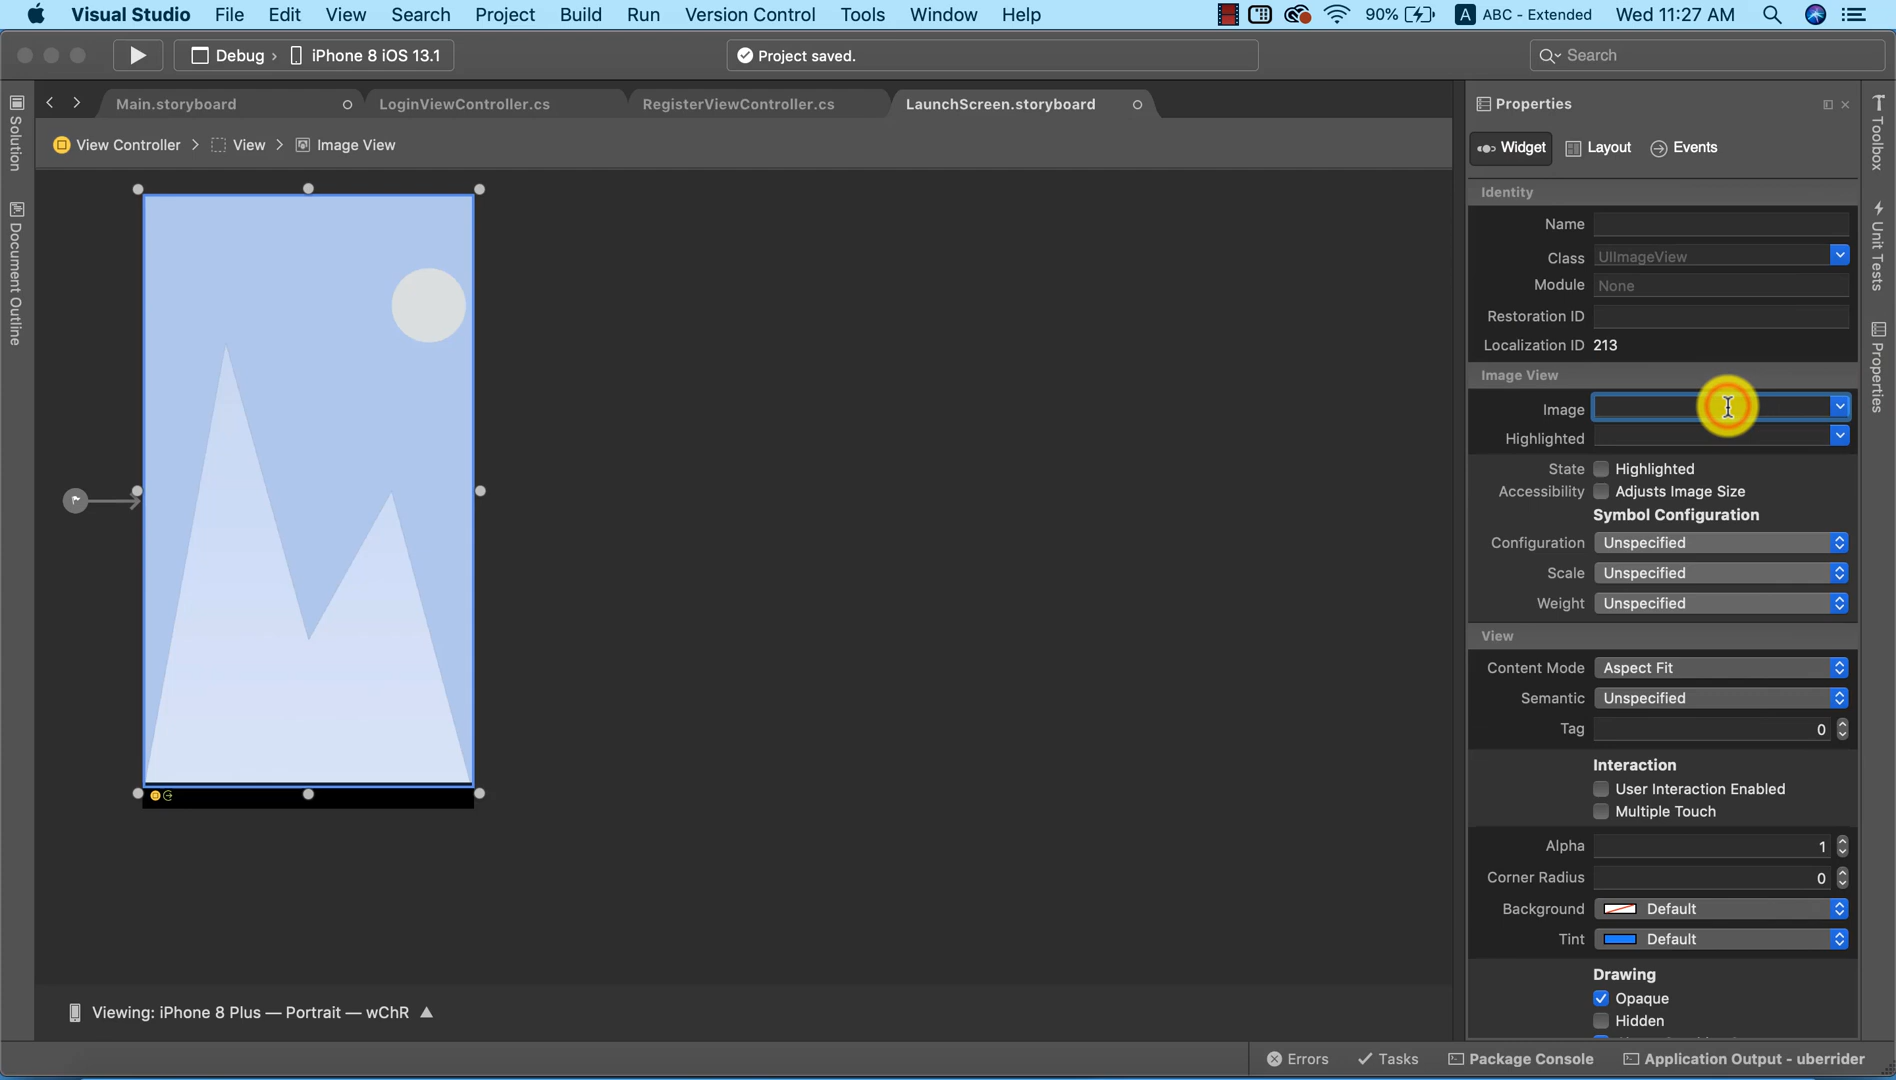 Visual Studio File Edit View Search Project Build Run Version Control Tools Window Help 90% A ABC - Extended Wed 11:27 AM
Debug › iPhone 8 iOS 13.1
Project saved.
Search
Main.storyboard
LoginViewController.cs
RegisterViewController.cs
LaunchScreen.storyboard
View Controller > View > Image View
Solution
Document Outline
Properties
Widget Layout Events
Identity
Name
Class UIImageView
Module None
Restoration ID
Localization ID 213
Image View
Image
Highlighted
State Highlighted
Accessibility Adjusts Image Size
Symbol Configuration
Configuration Unspecified
Scale Unspecified
Weight Unspecified
View
Content Mode Aspect Fit
Semantic Unspecified
Tag 0
Interaction
User Interaction Enabled
Multiple Touch
Alpha 1
Corner Radius 0
Background Default
Tint Default
Drawing
Opaque
Hidden
Toolbox
Unit Tests
Properties
Viewing: iPhone 8 Plus — Portrait — wChR
Errors Tasks Package Console Application Output - uberrider